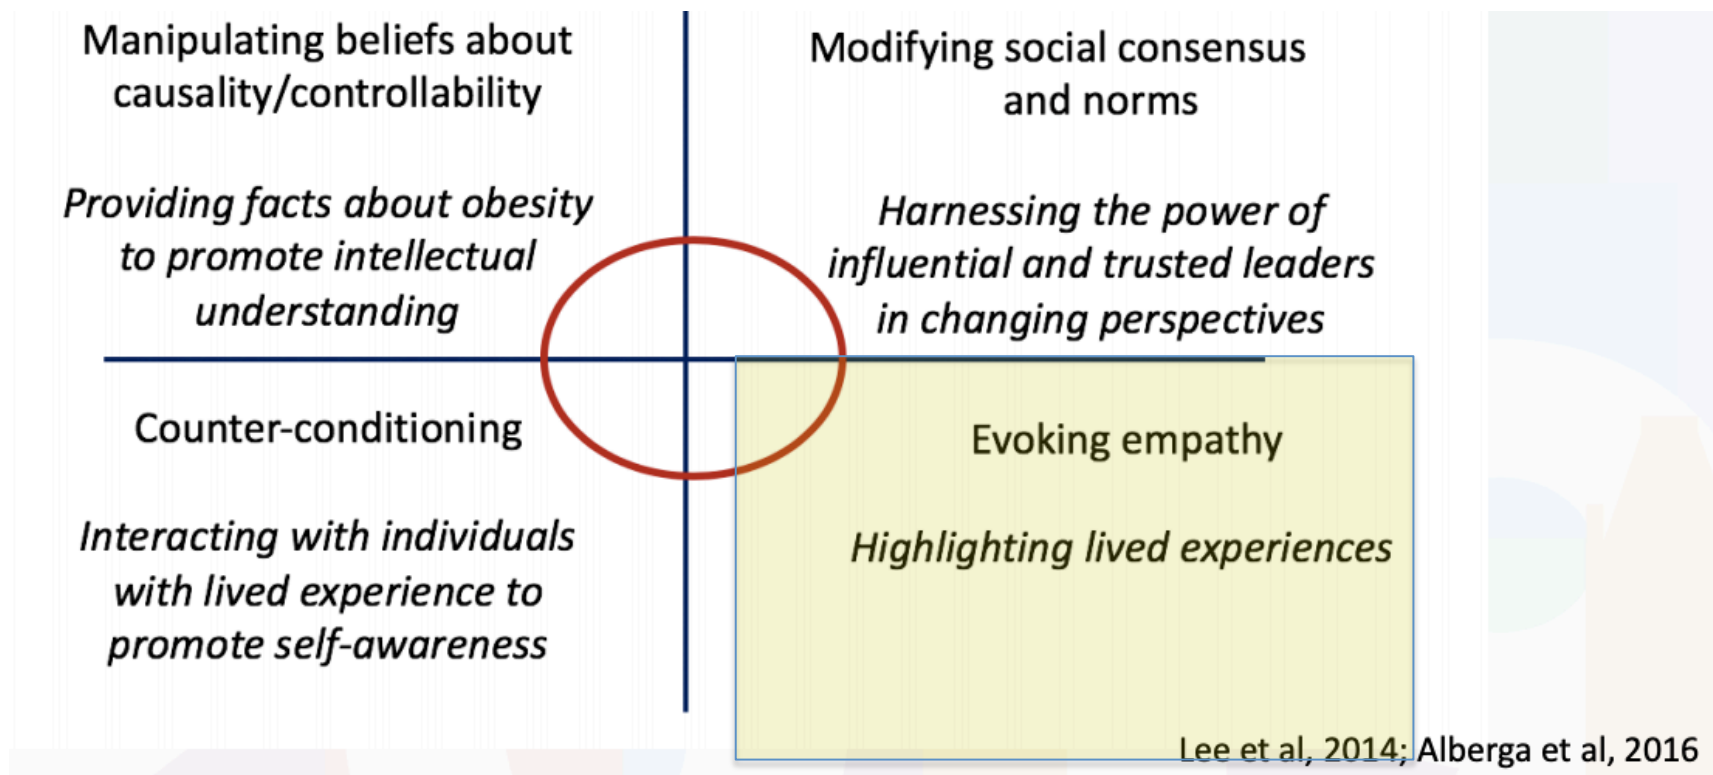 Manipulating beliefs about
causality/controllability
Providing facts about obesity
to promote intellectual
understanding
Modifying social consensus
and norms
Harnessing the power of
influential and trusted leaders
in changing perspectives
Counter-conditioning
Interacting with individuals
with lived experience to
promote self-awareness
Evoking empathy
Highlighting lived experiences
Lee et al, 2014; Alberga et al, 2016